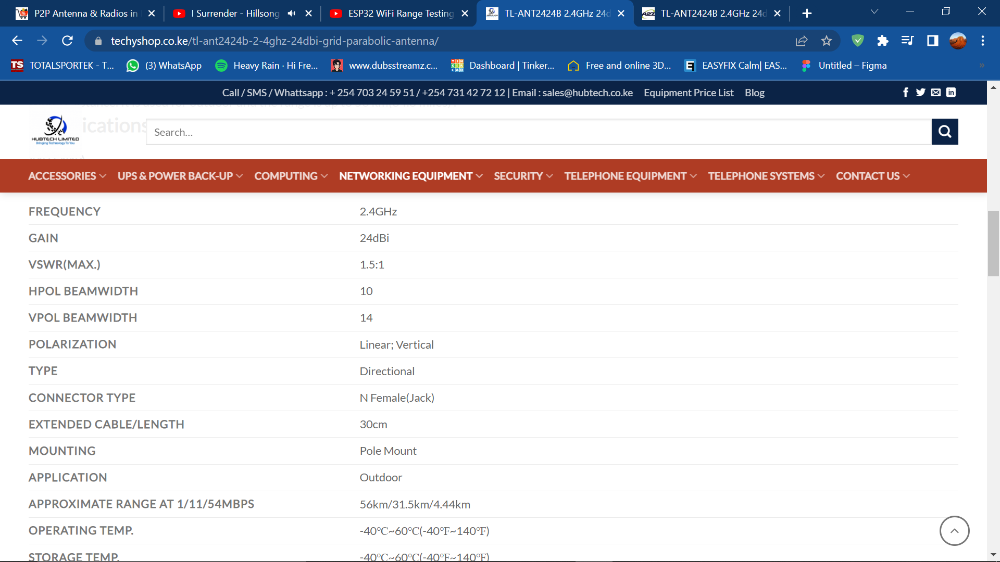 P2P Antenna & Radios in
I Surrender - Hillsong
ESP32 WiFi Range Testing
TL-ANT2424B 2.4GHz 24d
TL-ANT2424B 2.4GHz 24d
techyshop.co.ke/tl-ant2424b-2-4ghz-24dbi-grid-parabolic-antenna/
TS TOTALSPORTEK - T...
(3) WhatsApp
Heavy Rain · Hi Fre...
www.dubsstreamz.c...
Dashboard | Tinker...
Free and online 3D...
EASYFIX Calm| EAS...
Untitled – Figma
Call / SMS / Whattsapp : + 254 703 24 59 51 / +254 731 42 72 12 | Email : sales@hubtech.co.ke Equipment Price List Blog
HUBTECH LIMITED
Bringing Technology To You
ications
Search...
ACCESSORIES UPS & POWER BACK-UP COMPUTING NETWORKING EQUIPMENT SECURITY TELEPHONE EQUIPMENT TELEPHONE SYSTEMS CONTACT US
FREQUENCY 2.4GHz
GAIN 24dBi
VSWR(MAX.) 1.5:1
HPOL BEAMWIDTH 10
VPOL BEAMWIDTH 14
POLARIZATION Linear; Vertical
TYPE Directional
CONNECTOR TYPE N Female(Jack)
EXTENDED CABLE/LENGTH 30cm
MOUNTING Pole Mount
APPLICATION Outdoor
APPROXIMATE RANGE AT 1/11/54MBPS 56km/31.5km/4.44km
OPERATING TEMP. -40℃~60℃(-40℉~140℉)
STORAGE TEMP. -40℃~60℃(-40℉~140℉)